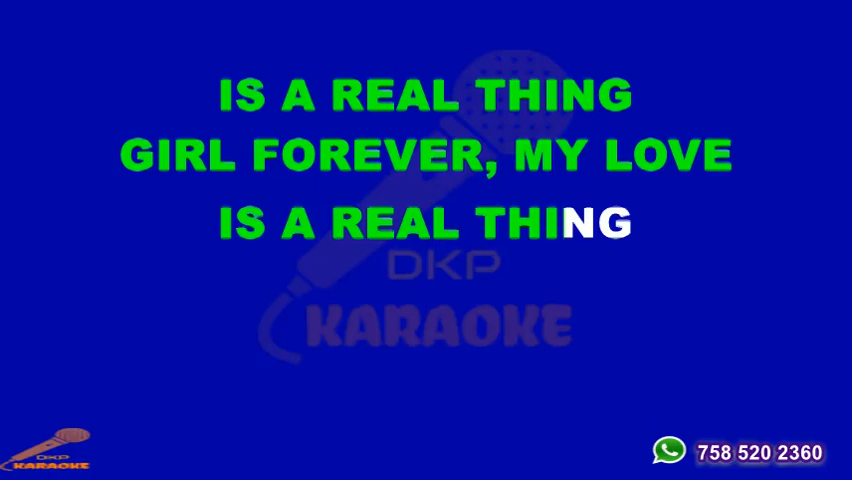 IS A REAL THING
GIRL FOREVER, MY LOVE
IS A REAL THING
DKP
KARAOKE
DKP
KARAOKE
758 520 2360